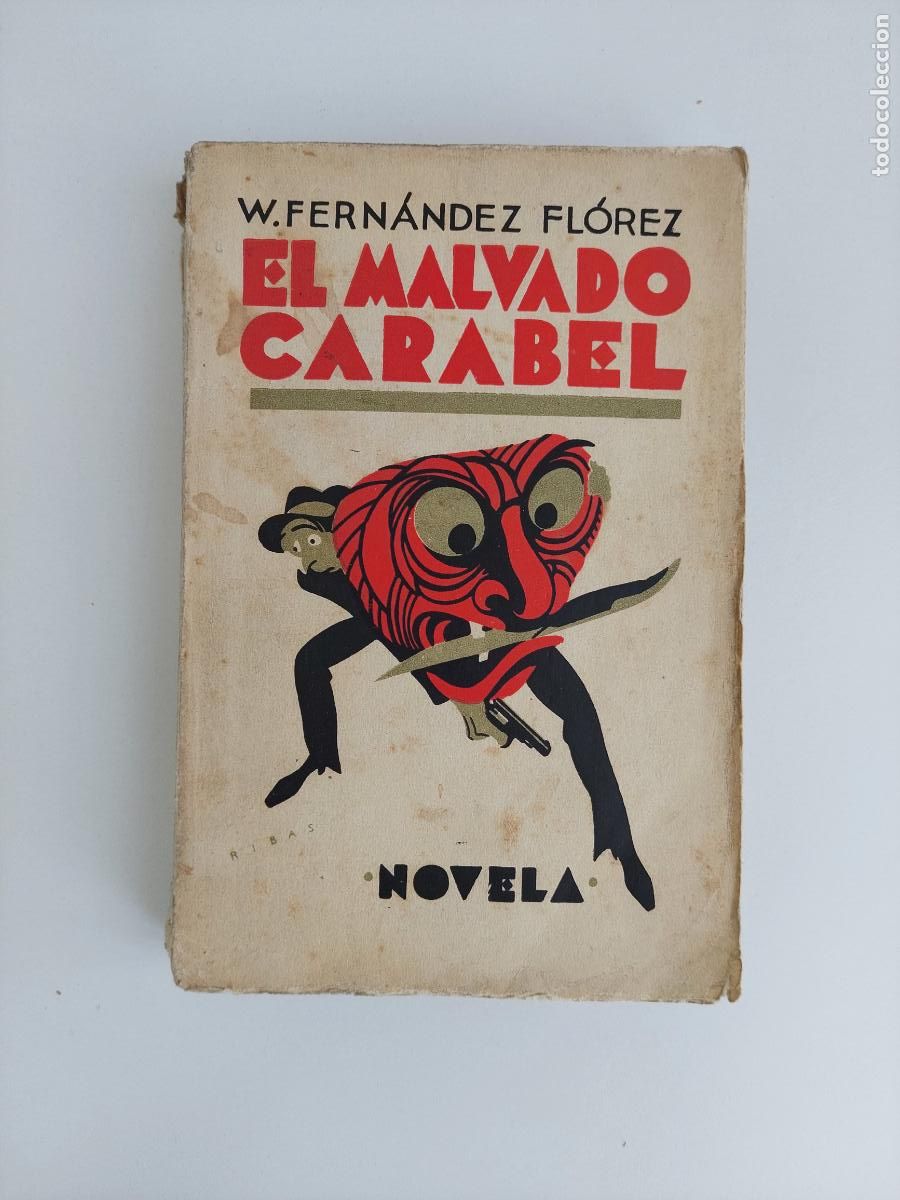 W. FERNÁNDEZ FLÓREZ
EL MALVADO
CARABEL
RIBAS
·NOVELA·
todocoleccion